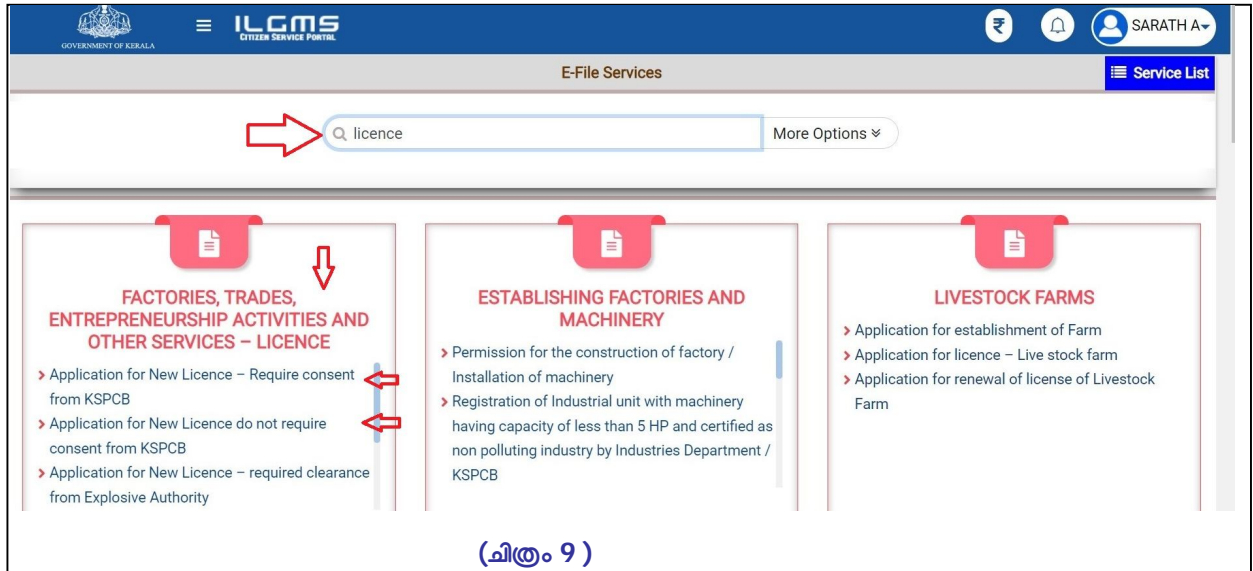 GOVERNMENT OF KERALA
ILGMS
CITIZEN SERVICE PORTAL
SARATH A
E-File Services
Service List
licence
More Options
FACTORIES, TRADES,
ENTREPRENEURSHIP ACTIVITIES AND
OTHER SERVICES – LICENCE
Application for New Licence – Require consent
from KSPCB
Application for New Licence do not require
consent from KSPCB
Application for New Licence – required clearance
from Explosive Authority
ESTABLISHING FACTORIES AND
MACHINERY
Permission for the construction of factory /
Installation of machinery
Registration of Industrial unit with machinery
having capacity of less than 5 HP and certified as
non polluting industry by Industries Department /
KSPCB
LIVESTOCK FARMS
Application for establishment of Farm
Application for licence – Live stock farm
Application for renewal of license of Livestock
Farm
(ചിത്രം 9 )